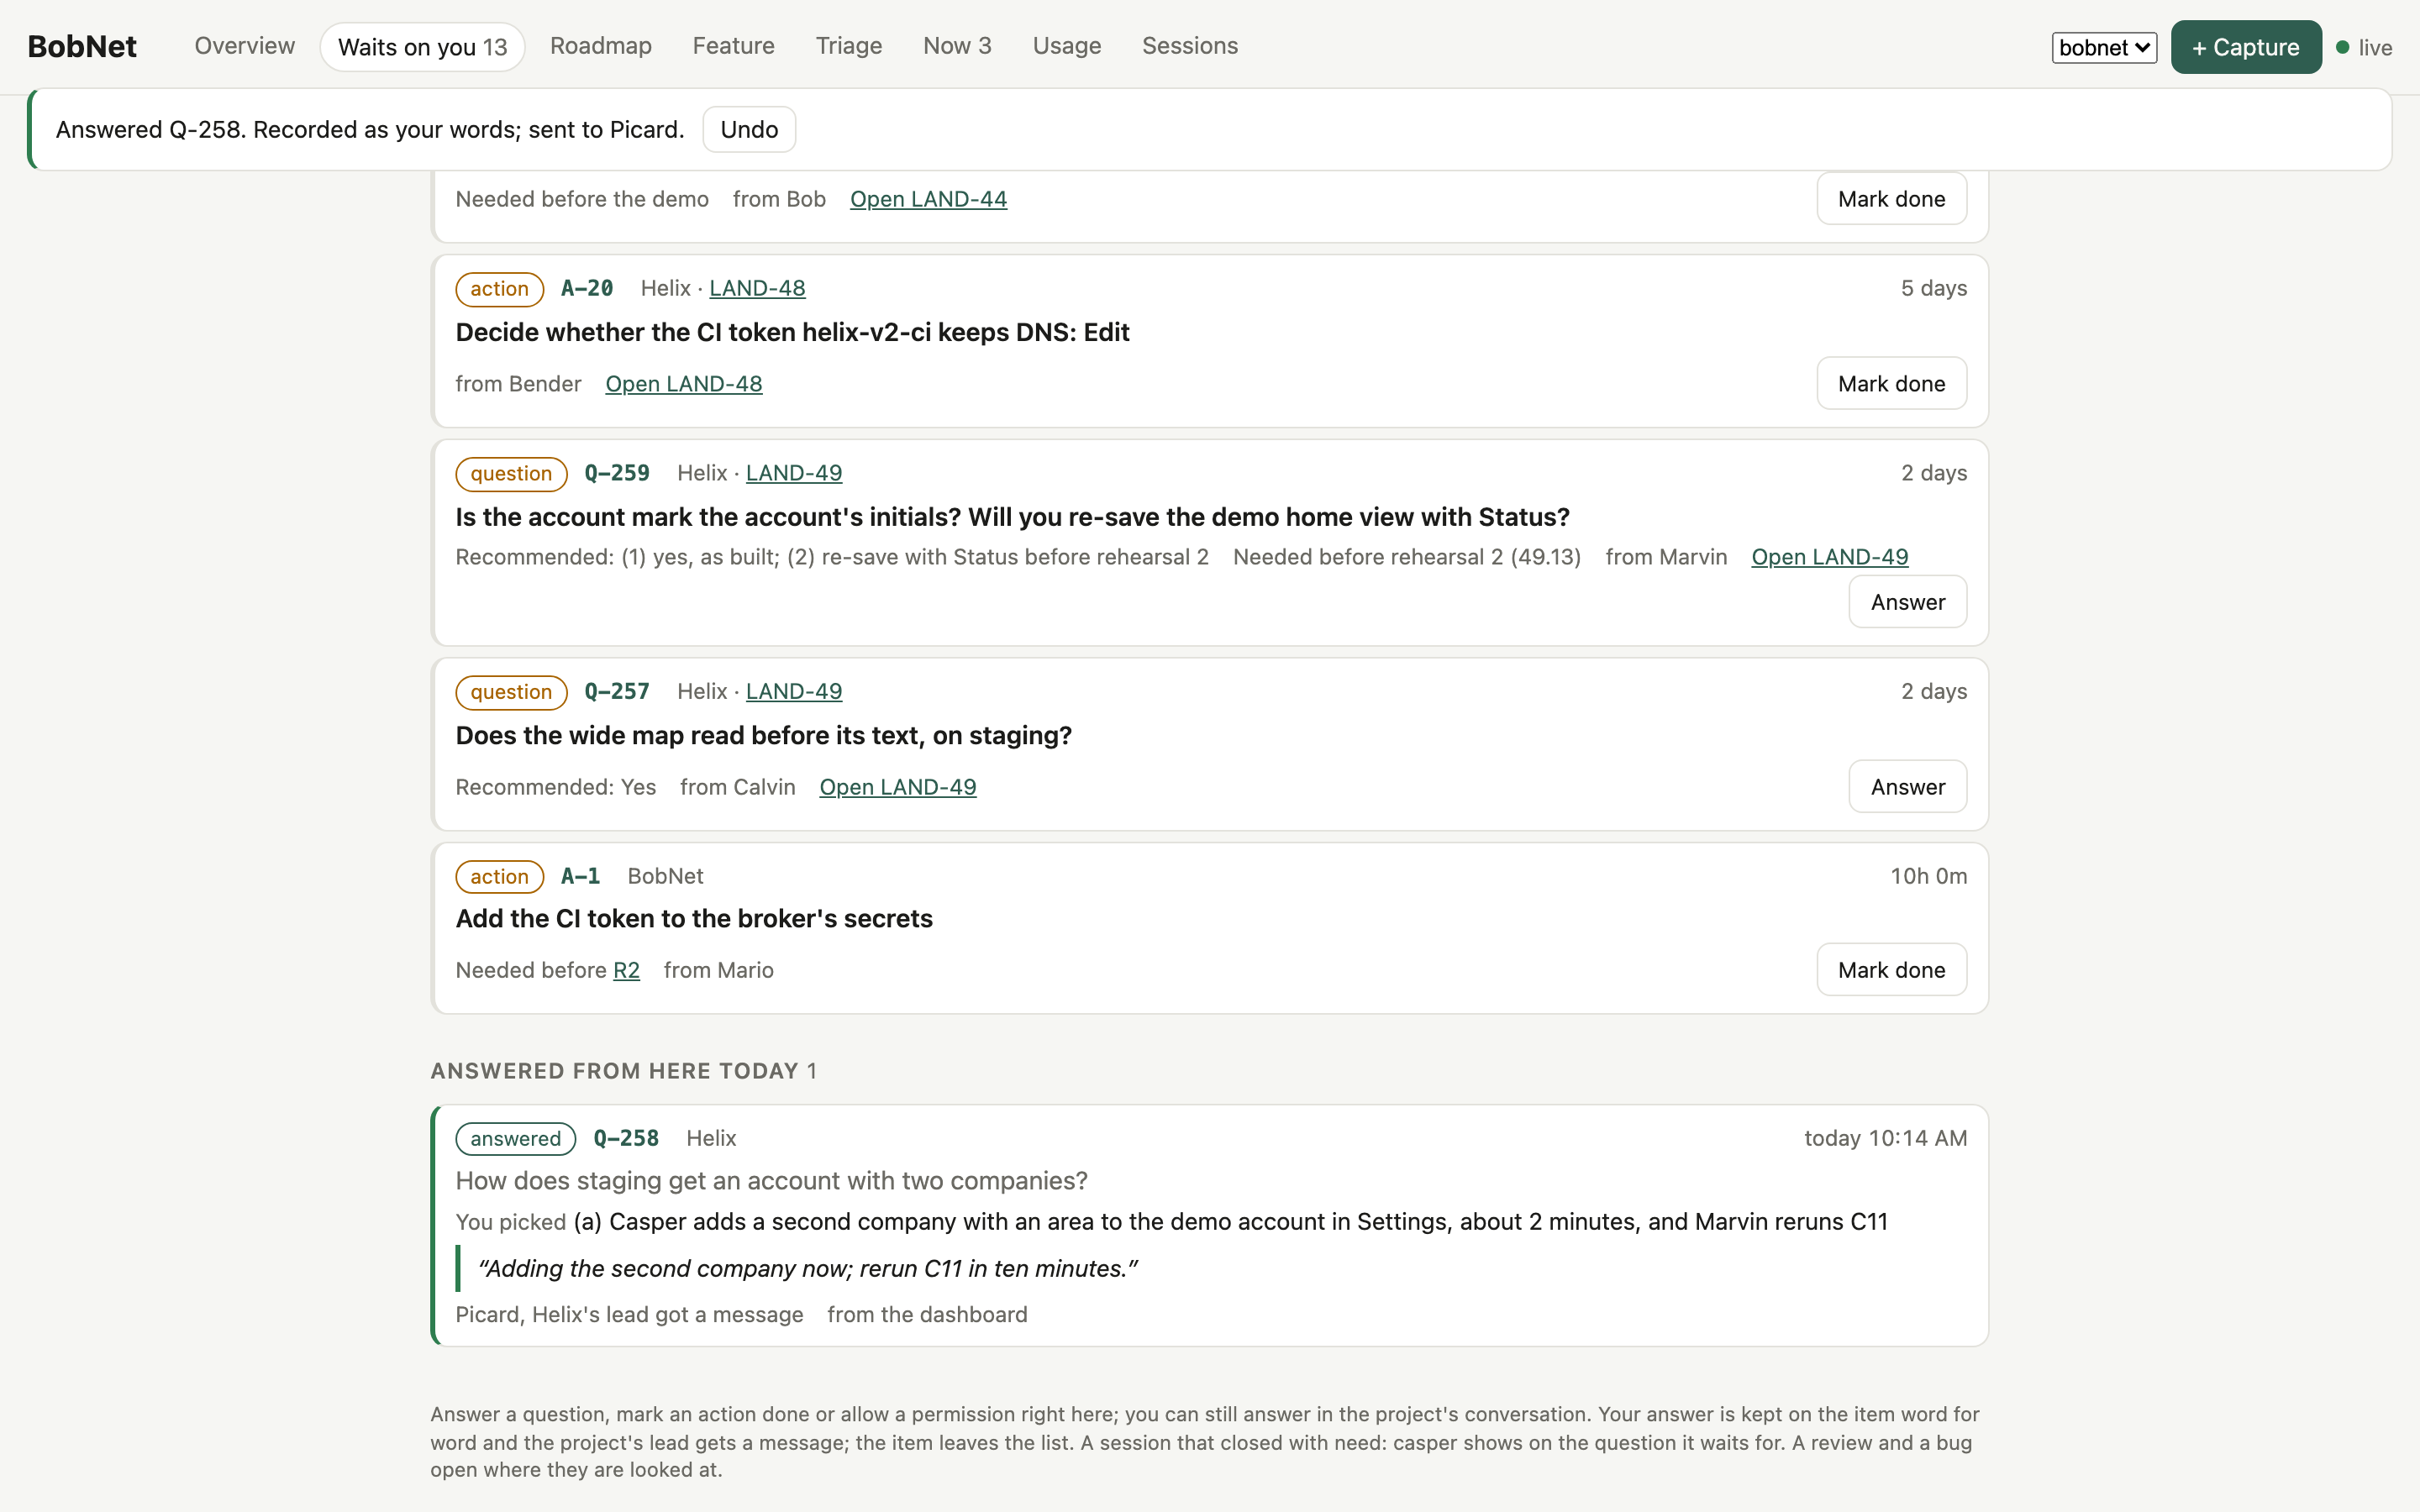 BobNet Overview Waits on you 13 Roadmap Feature Triage Now 3 Usage Sessions bobnet + Capture live
Answered Q-258. Recorded as your words; sent to Picard. Undo
Needed before the demo from Bob Open LAND-44 Mark done
action A–20 Helix · LAND-48 5 days
Decide whether the CI token helix-v2-ci keeps DNS: Edit
from Bender Open LAND-48 Mark done
question Q–259 Helix · LAND-49 2 days
Is the account mark the account's initials? Will you re-save the demo home view with Status?
Recommended: (1) yes, as built; (2) re-save with Status before rehearsal 2 Needed before rehearsal 2 (49.13) from Marvin Open LAND-49
Answer
question Q–257 Helix · LAND-49 2 days
Does the wide map read before its text, on staging?
Recommended: Yes from Calvin Open LAND-49 Answer
action A–1 BobNet 10h 0m
Add the CI token to the broker's secrets
Needed before R2 from Mario Mark done
ANSWERED FROM HERE TODAY 1
answered Q–258 Helix today 10:14 AM
How does staging get an account with two companies?
You picked (a) Casper adds a second company with an area to the demo account in Settings, about 2 minutes, and Marvin reruns C11
“Adding the second company now; rerun C11 in ten minutes.”
Picard, Helix's lead got a message from the dashboard
Answer a question, mark an action done or allow a permission right here; you can still answer in the project's conversation. Your answer is kept on the item word for
word and the project's lead gets a message; the item leaves the list. A session that closed with need: casper shows on the question it waits for. A review and a bug
open where they are looked at.